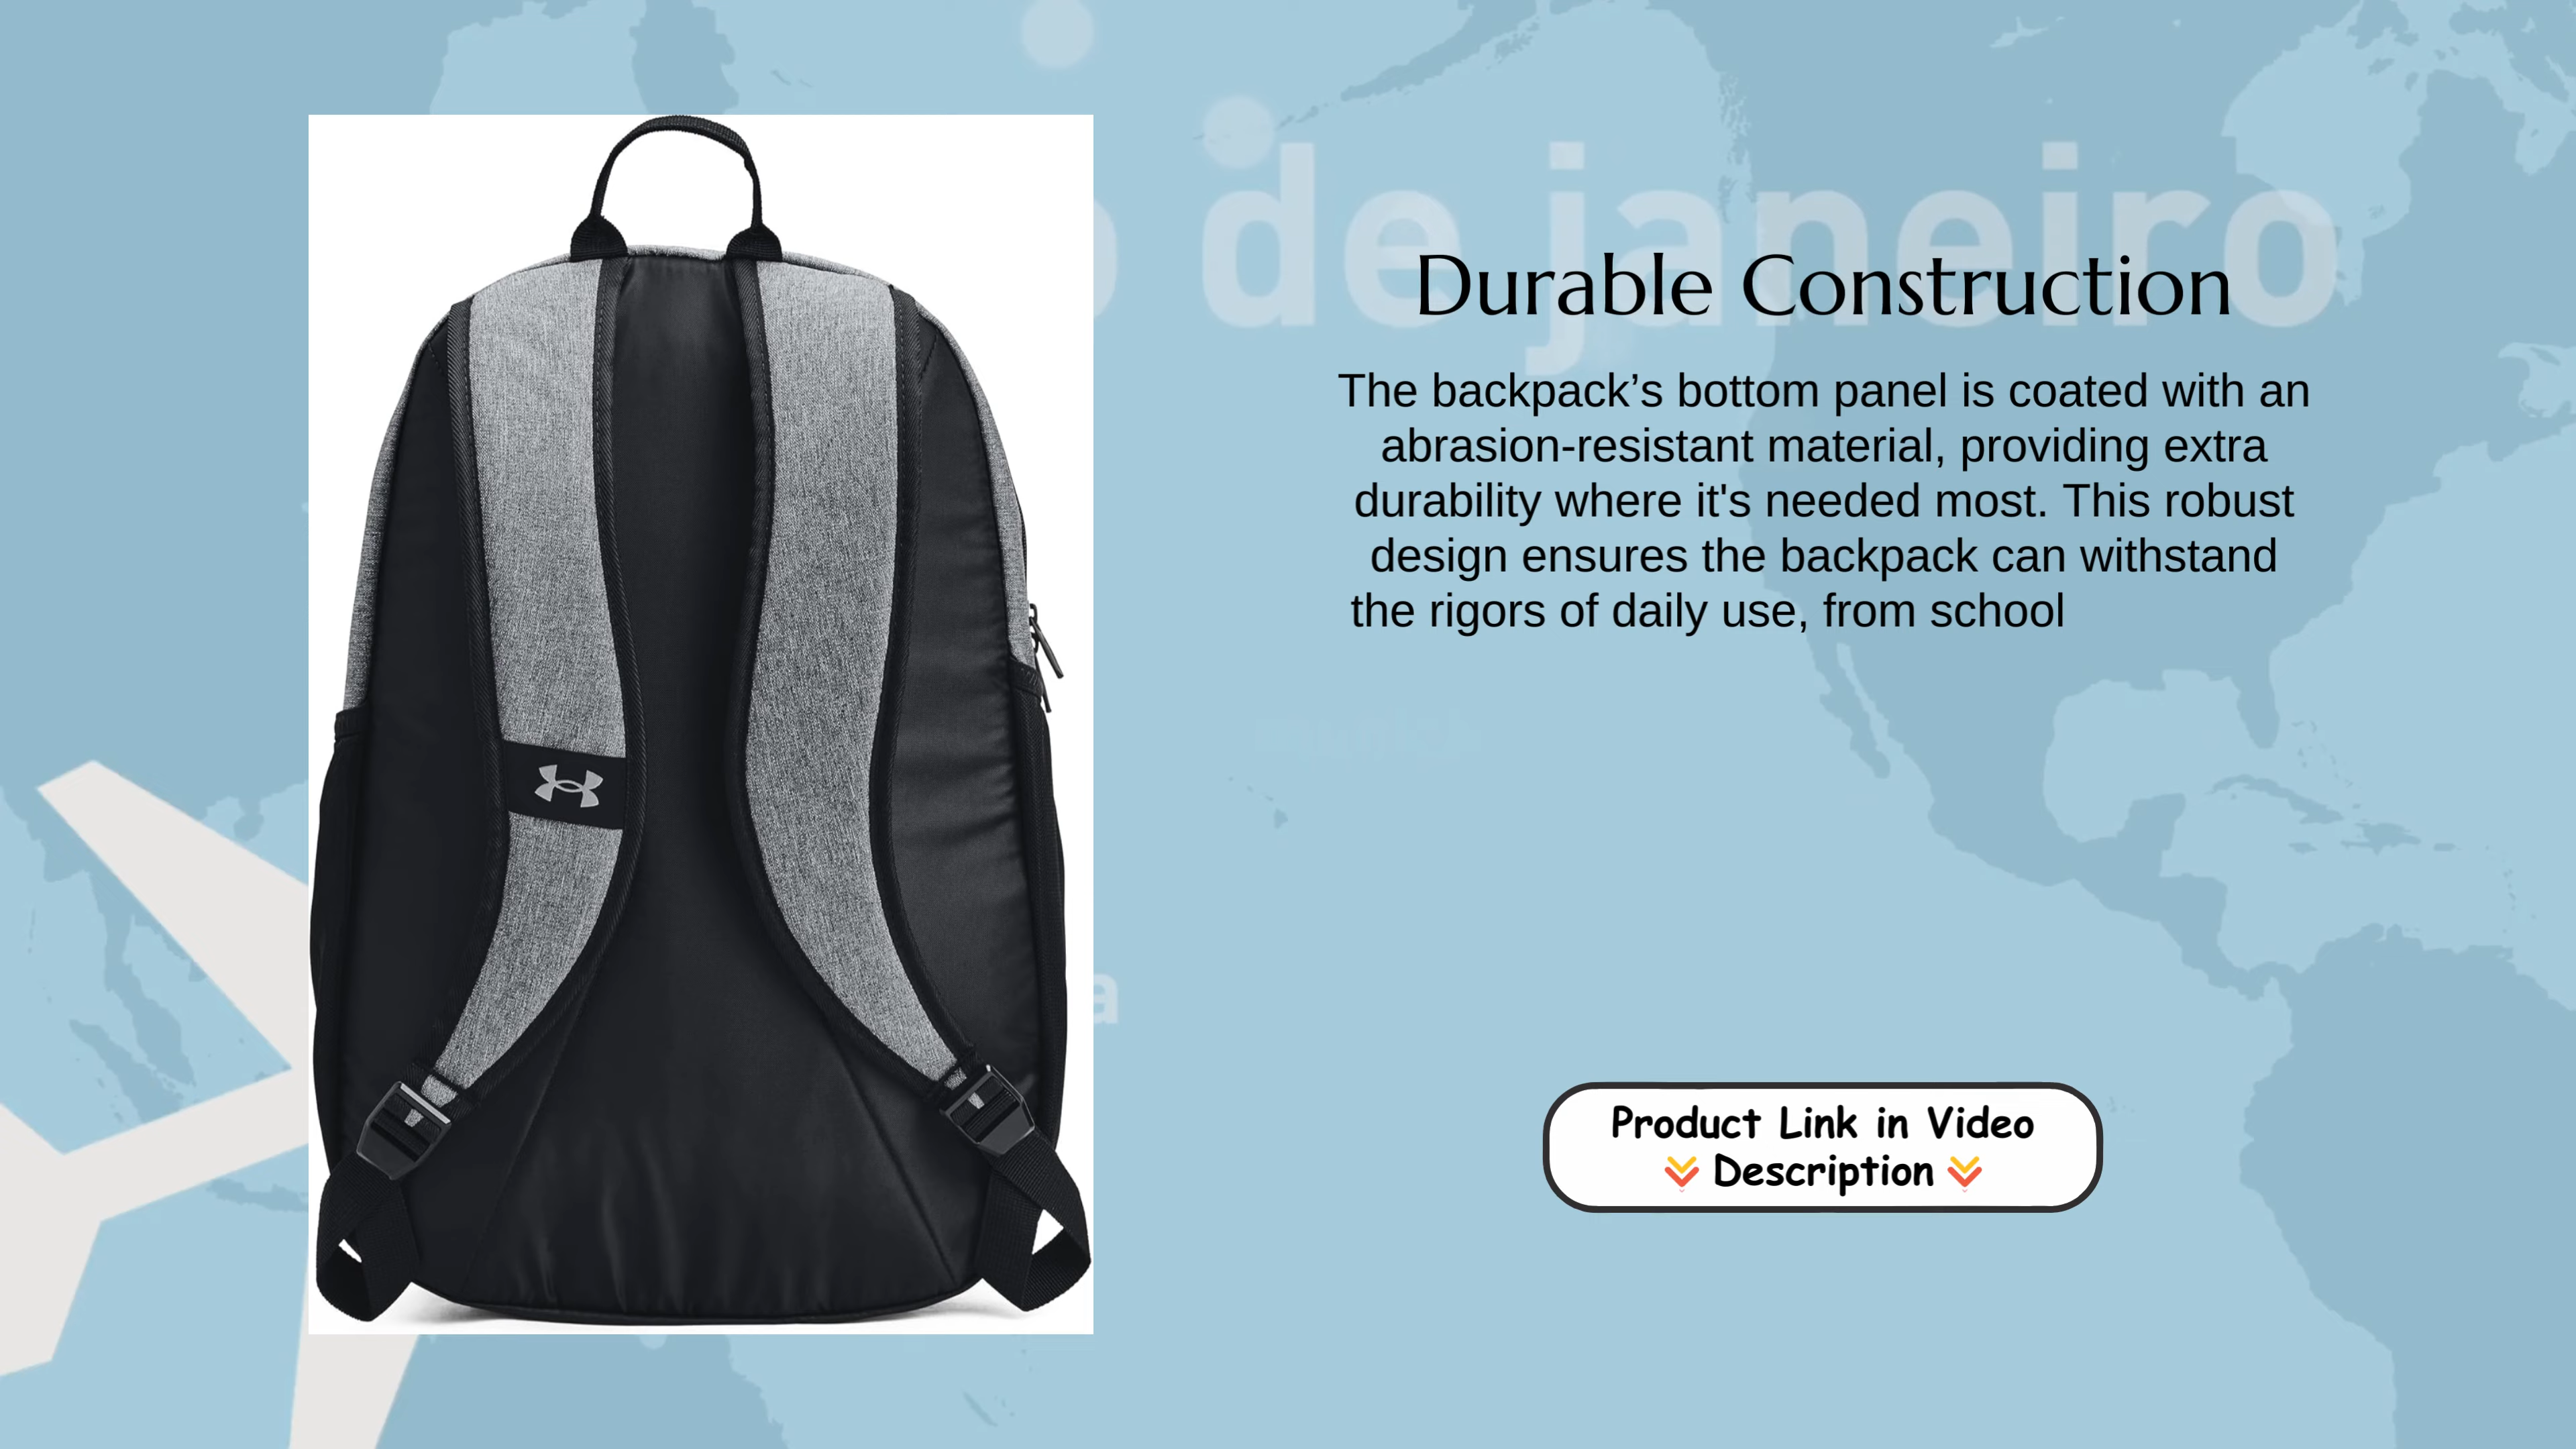 de janeiro
Durable Construction
The backpack’s bottom panel is coated with an
abrasion-resistant material, providing extra
durability where it's needed most. This robust
design ensures the backpack can withstand
the rigors of daily use, from school
a
Product Link in Video
Description